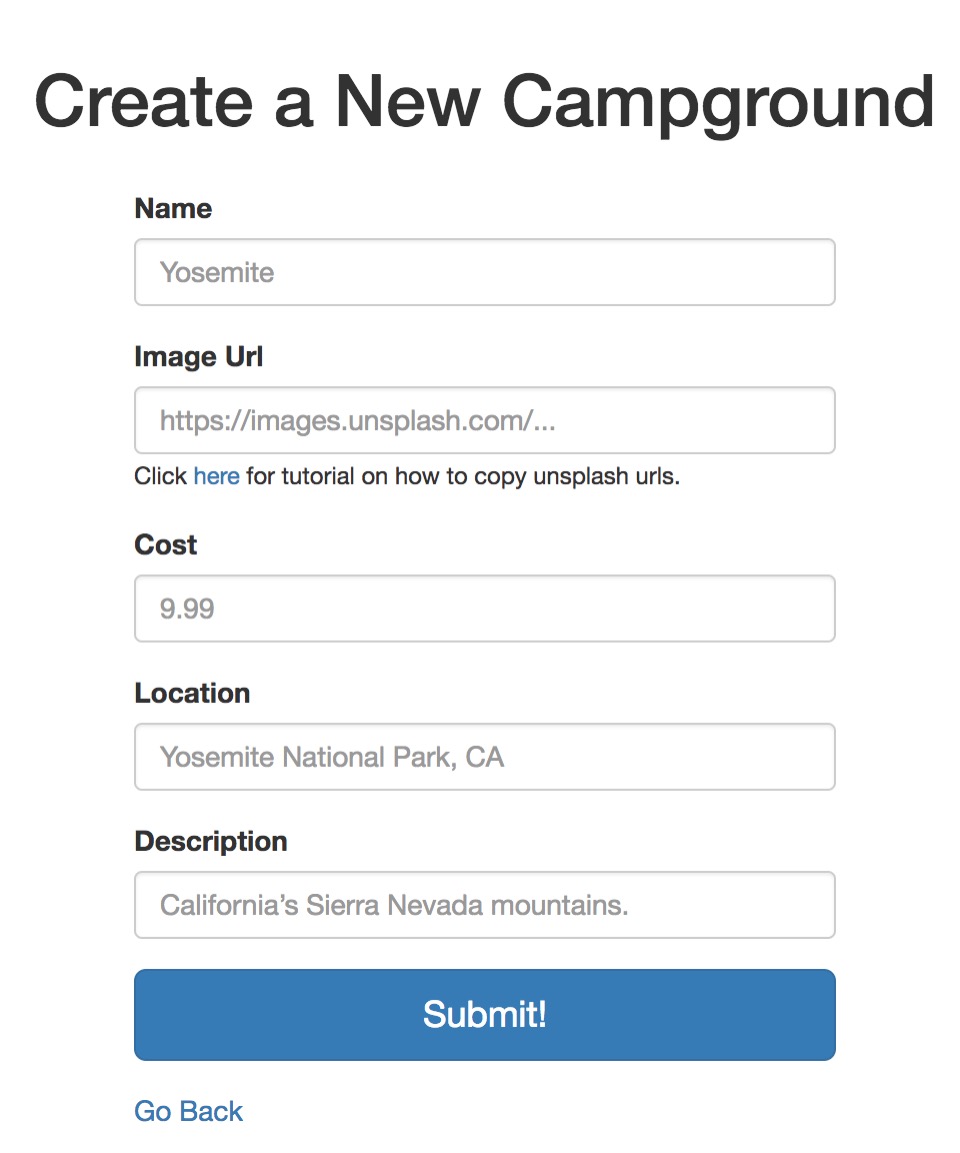 Create a New Campground
Name
Yosemite
Image Url
https://images.unsplash.com/...
Click here for tutorial on how to copy unsplash urls.
Cost
9.99
Location
Yosemite National Park, CA
Description
California’s Sierra Nevada mountains.
Submit!
Go Back